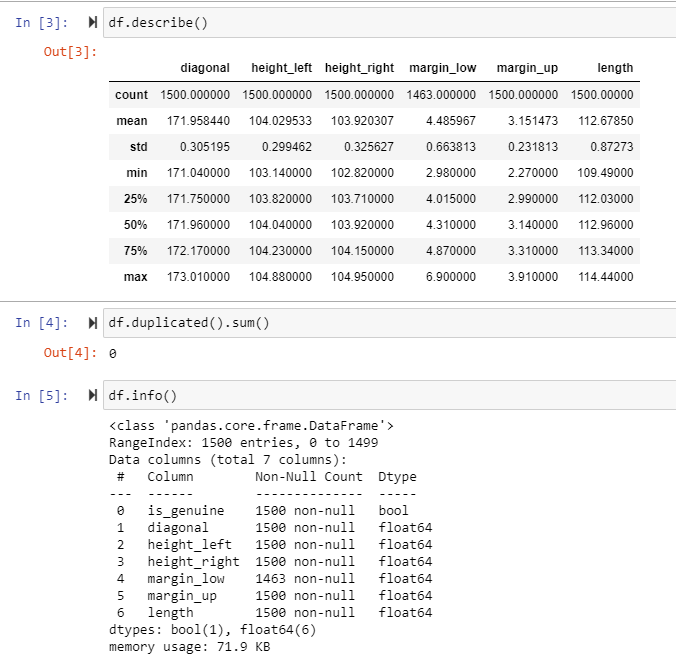 In [3]: df.describe()
Out[3]:
diagonal height_left height_right margin_low margin_up length
count 1500.000000 1500.000000 1500.000000 1463.000000 1500.000000 1500.00000
mean 171.958440 104.029533 103.920307 4.485967 3.151473 112.67850
std 0.305195 0.299462 0.325627 0.663813 0.231813 0.87273
min 171.040000 103.140000 102.820000 2.980000 2.270000 109.49000
25% 171.750000 103.820000 103.710000 4.015000 2.990000 112.03000
50% 171.960000 104.040000 103.920000 4.310000 3.140000 112.96000
75% 172.170000 104.230000 104.150000 4.870000 3.310000 113.34000
max 173.010000 104.880000 104.950000 6.900000 3.910000 114.44000
In [4]: df.duplicated().sum()
Out[4]: 0
In [5]: df.info()
<class 'pandas.core.frame.DataFrame'>
RangeIndex: 1500 entries, 0 to 1499
Data columns (total 7 columns):
# Column Non-Null Count Dtype
--- ------ -------------- -----
0 is_genuine 1500 non-null bool
1 diagonal 1500 non-null float64
2 height_left 1500 non-null float64
3 height_right 1500 non-null float64
4 margin_low 1463 non-null float64
5 margin_up 1500 non-null float64
6 length 1500 non-null float64
dtypes: bool(1), float64(6)
memory usage: 71.9 KB